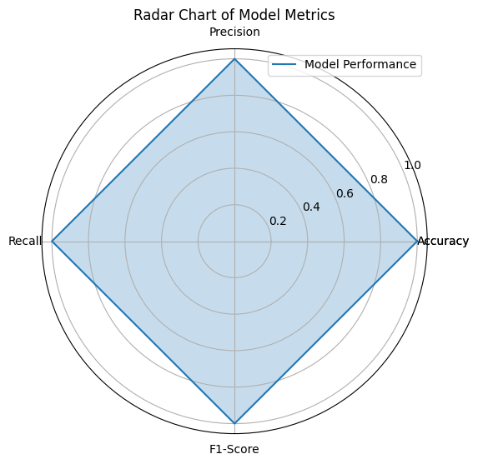 Radar Chart of Model Metrics
Precision
Model Performance
1.0
0.8
0.6
0.4
0.2
Recall
Accuracy
F1-Score